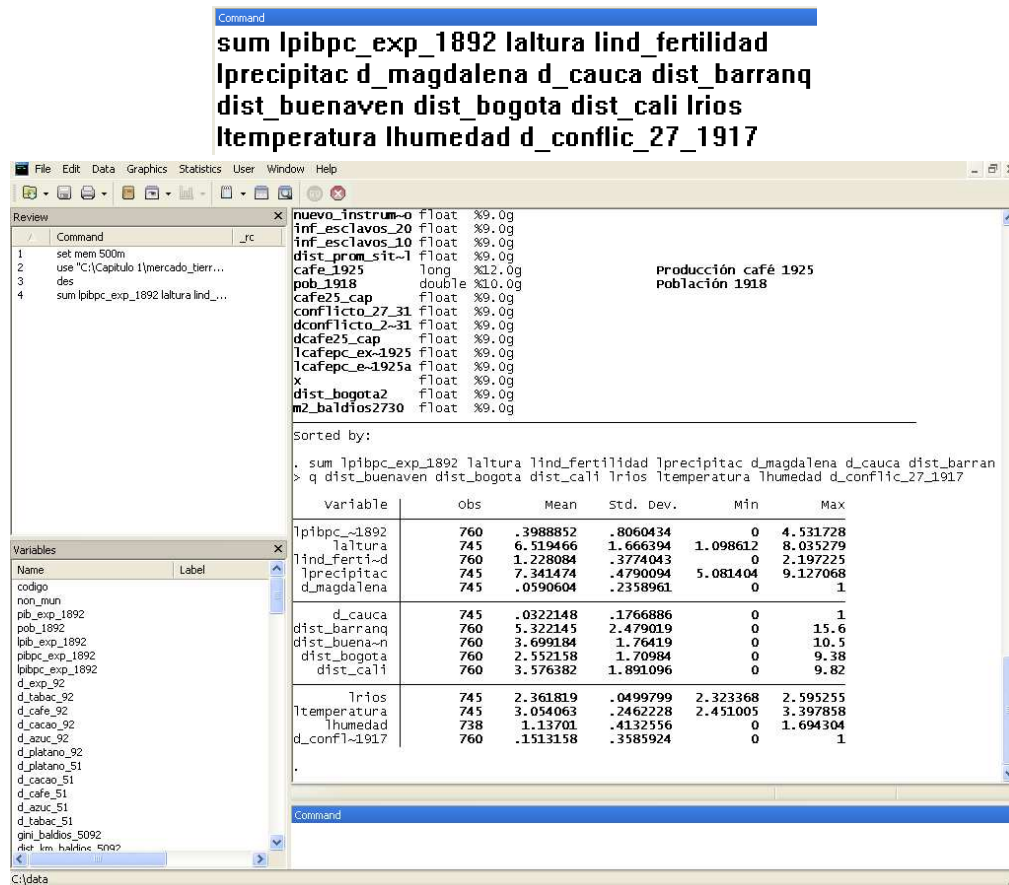 Command
sum lpibpc_exp_1892 laltura lind_fertilidad
lprecipitac d_magdalena d_cauca dist_barranq
dist_buenaven dist_bogota dist_cali lrios
ltemperatura lhumedad d_conflic_27_1917
File Edit Data Graphics Statistics User Window Help
Review
Command _rc
1 set mem 500m
2 use "C:\Capitulo 1\mercado_tierr...
3 des
4 sum lpibpc_exp_1892 laltura lind_...
Variables
Name Label
codigo
non_mun
pib_exp_1892
pob_1892
lpib_exp_1892
pibpc_exp_1892
lpibpc_exp_1892
d_exp_92
d_tabac_92
d_cafe_92
d_cacao_92
d_azuc_92
d_platano_92
d_platano_51
d_cacao_51
d_cafe_51
d_azuc_51
d_tabac_51
gini_baldios_5092
dist_km_baldios_5092
nuevo_instrum~o float %9.0g
inf_esclavos_20 float %9.0g
inf_esclavos_10 float %9.0g
dist_prom_sit~l float %9.0g
cafe_1925 long %12.0g Producción café 1925
pob_1918 double %10.0g Población 1918
cafe25_cap float %9.0g
conflicto_27_31 float %9.0g
dconflicto_2~31 float %9.0g
dcafe25_cap float %9.0g
lcafepc_ex~1925 float %9.0g
lcafepc_e~1925a float %9.0g
x float %9.0g
dist_bogota2 float %9.0g
m2_baldios2730 float %9.0g
Sorted by:
. sum lpibpc_exp_1892 laltura lind_fertilidad lprecipitac d_magdalena d_cauca dist_barran
> q dist_buenaven dist_bogota dist_cali lrios ltemperatura lhumedad d_conflic_27_1917
Variable | Obs Mean Std. Dev. Min Max
lpibpc_~1892 | 760 .3988852 .8060434 0 4.531728
laltura | 745 6.519466 1.666394 1.098612 8.035279
lind_ferti~d | 760 1.228084 .3774043 0 2.197225
lprecipitac | 745 7.341474 .4790094 5.081404 9.127068
d_magdalena | 745 .0590604 .2358961 0 1
d_cauca | 745 .0322148 .1766886 0 1
dist_barranq | 760 5.322145 2.479019 0 15.6
dist_buena~n | 760 3.699184 1.76419 0 10.5
dist_bogota | 760 2.552158 1.70984 0 9.38
dist_cali | 760 3.576382 1.891096 0 9.82
lrios | 745 2.361819 .0499799 2.323368 2.595255
ltemperatura | 745 3.054063 .2462228 2.451005 3.397858
lhumedad | 738 1.13701 .4132556 0 1.694304
d_confl~1917 | 760 .1513158 .3585924 0 1
.
Command
C:\data